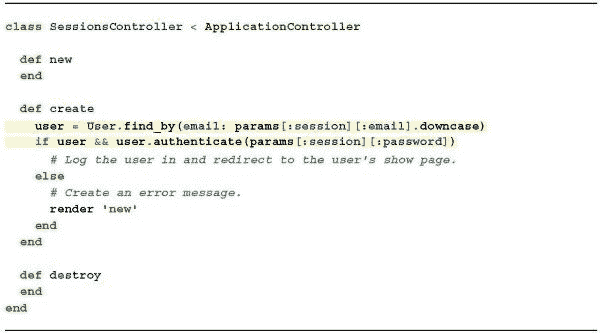 class SessionsController < ApplicationController
  def new
  end
  def create
    user = User.find_by(email: params[:session][:email].downcase)
    if user && user.authenticate(params[:session][:password])
      # Log the user in and redirect to the user's show page.
    else
      # Create an error message.
      render 'new'
    end
  end
  def destroy
  end
end